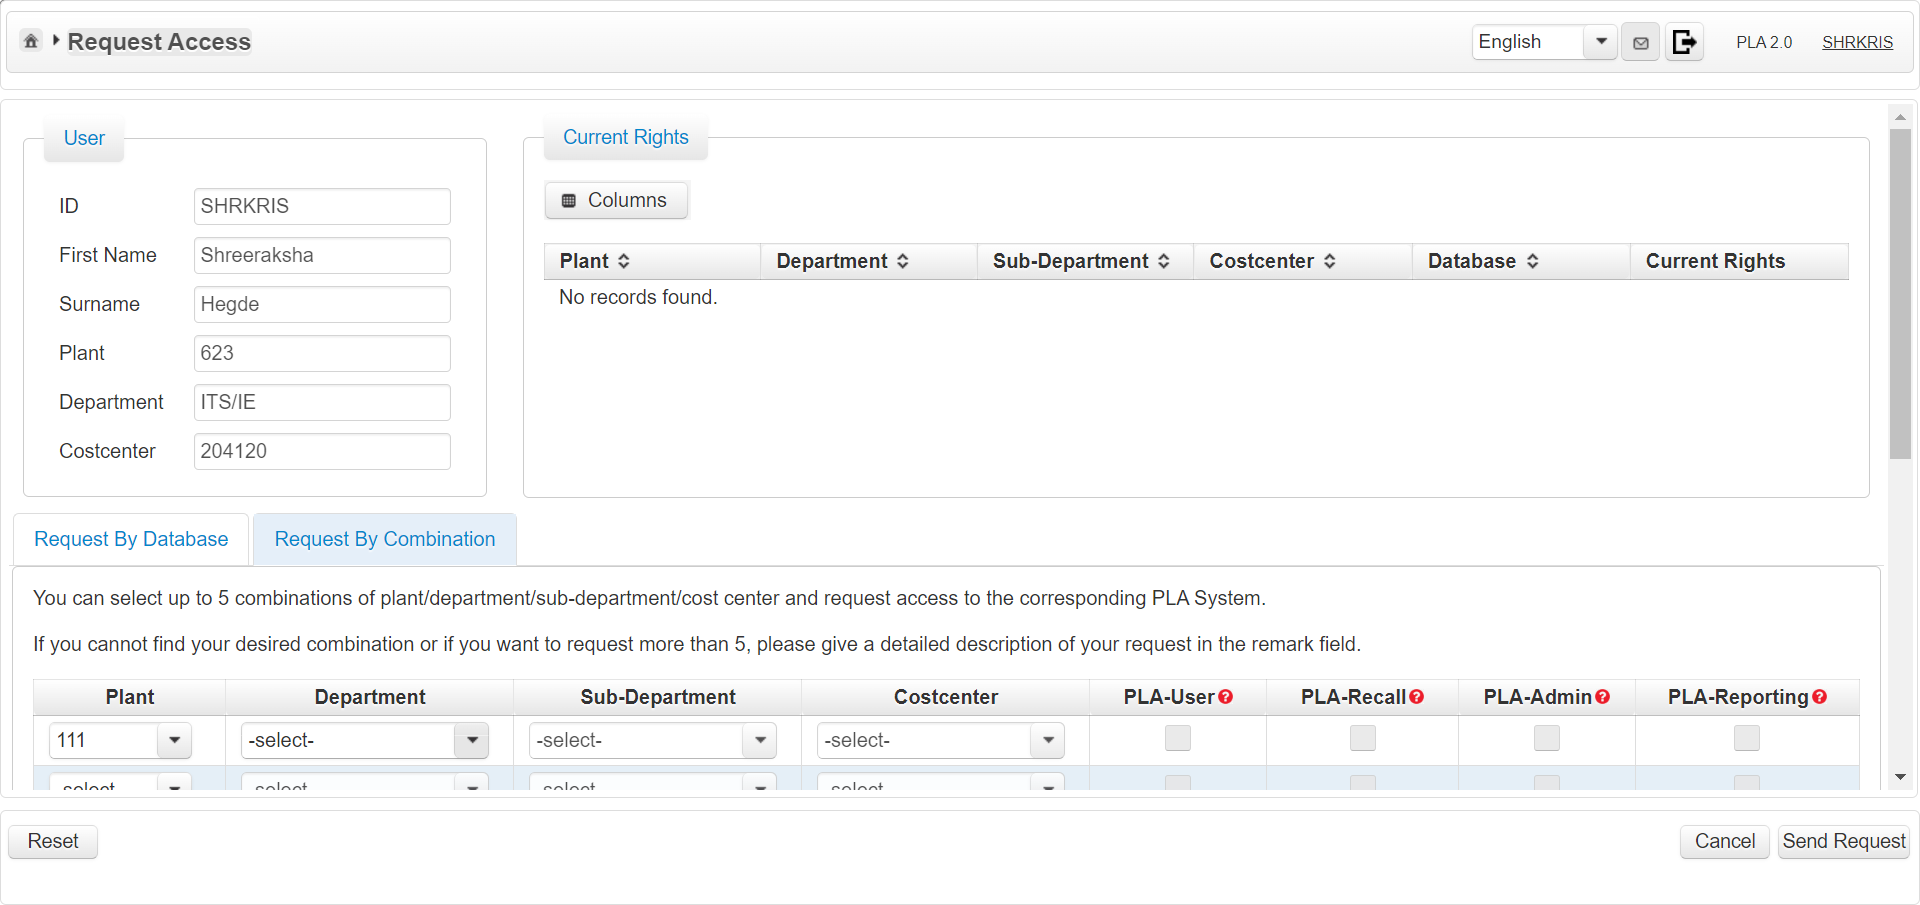 Request Access
English
PLA 2.0
SHRKRIS
User
ID
SHRKRIS
First Name
Shreeraksha
Surname
Hegde
Plant
623
Department
ITS/IE
Costcenter
204120
Current Rights
Columns
Plant Department Sub-Department Costcenter Database Current Rights
No records found.
Request By Database
Request By Combination
You can select up to 5 combinations of plant/department/sub-department/cost center and request access to the corresponding PLA System.
If you cannot find your desired combination or if you want to request more than 5, please give a detailed description of your request in the remark field.
Plant Department Sub-Department Costcenter PLA-User PLA-Recall PLA-Admin PLA-Reporting
111 -select- -select- -select-
-select- -select- -select- -select-
Reset
Cancel
Send Request